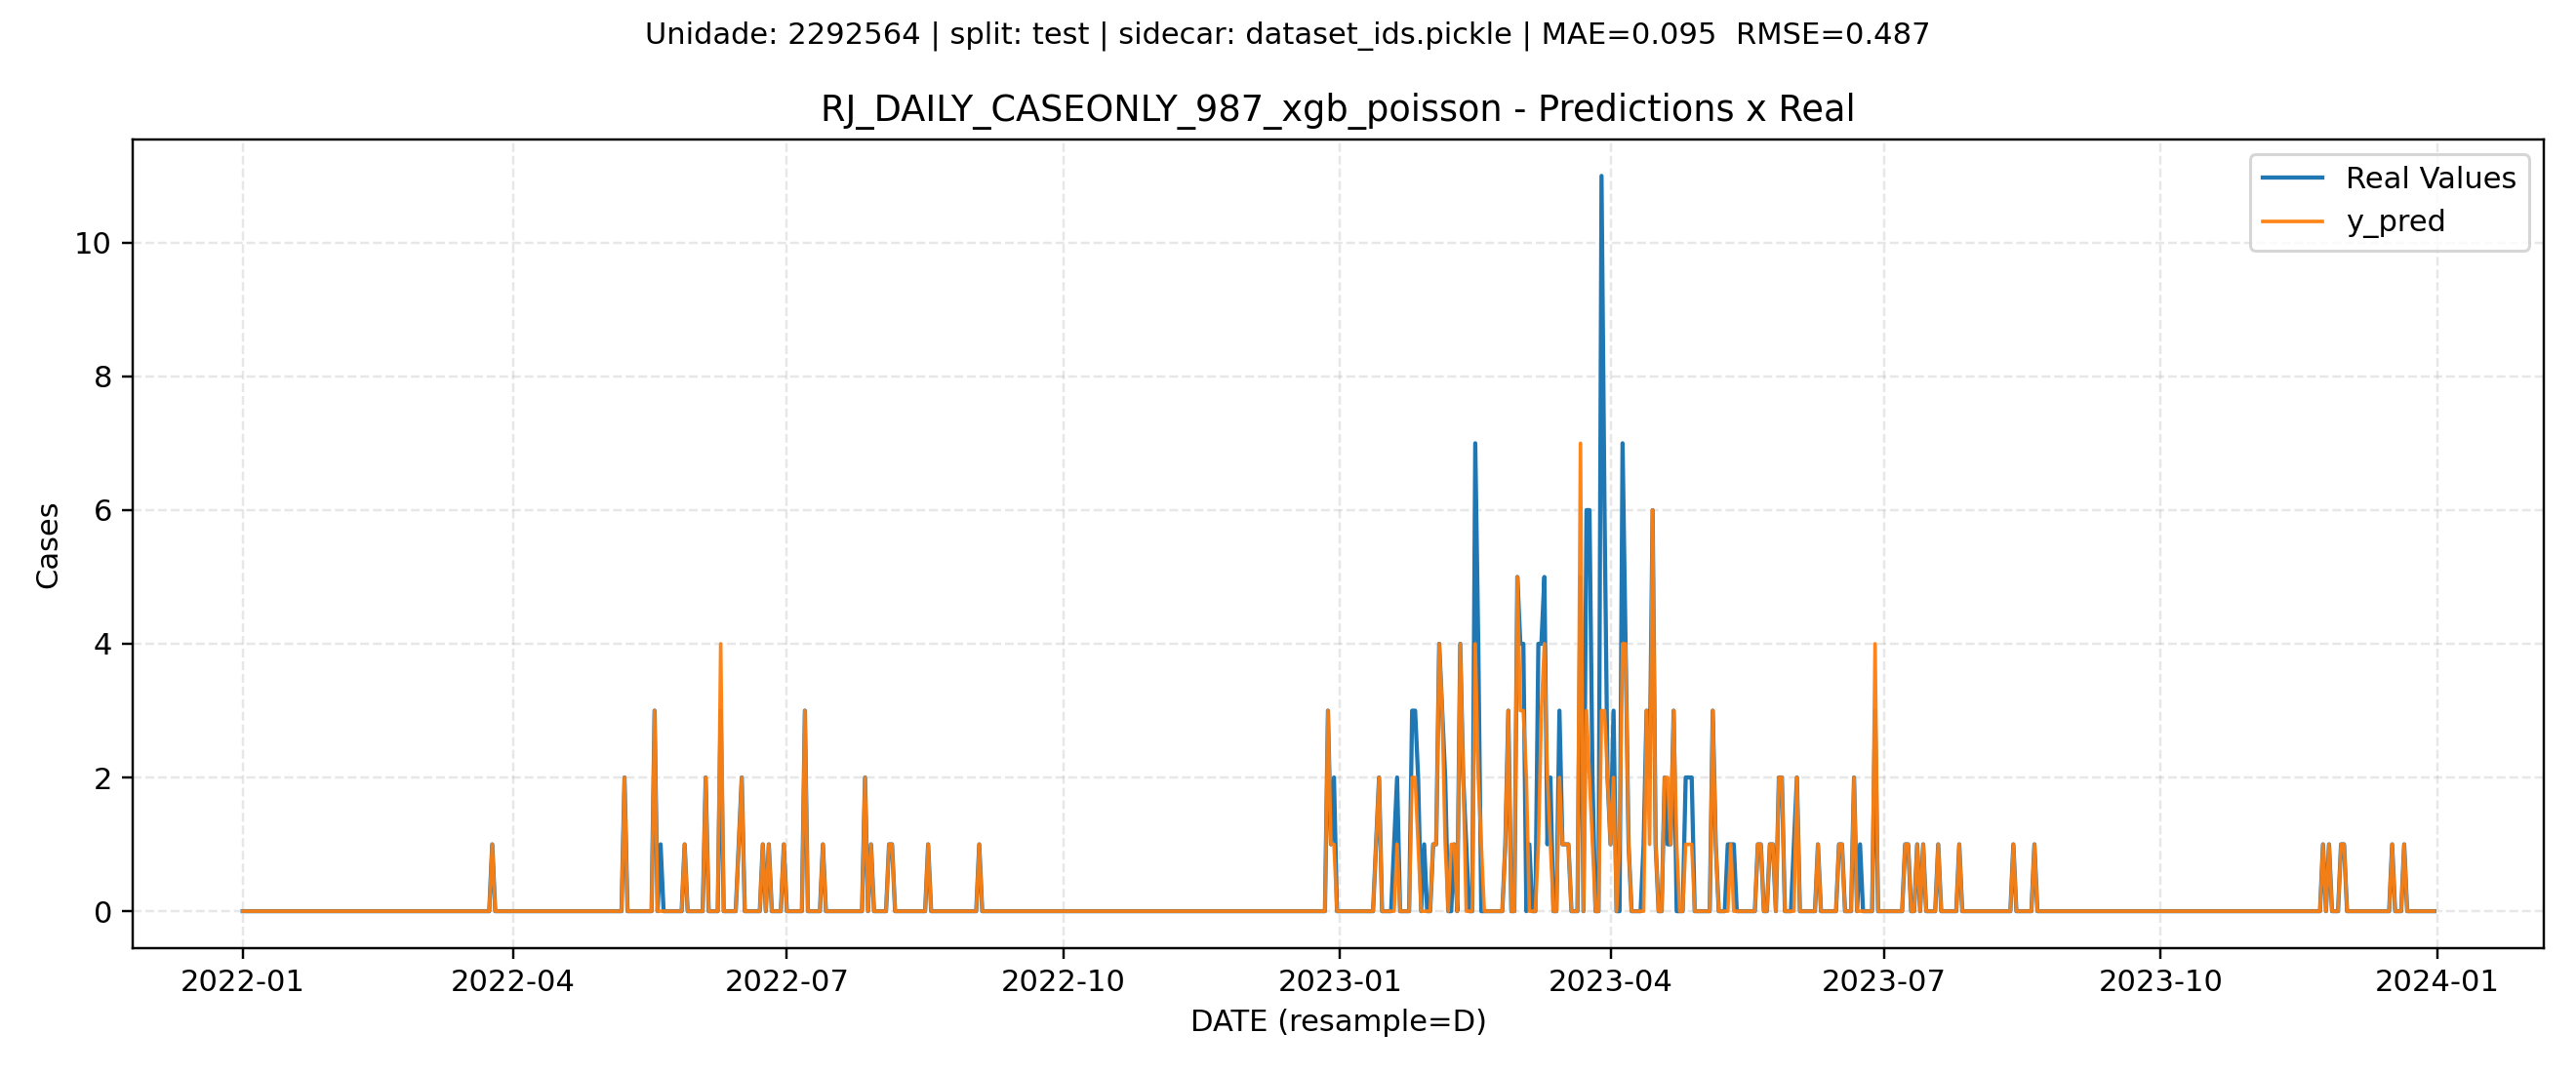 Unidade: 2292564 | split: test | sidecar: dataset_ids.pickle | MAE=0.095  RMSE=0.487
RJ_DAILY_CASEONLY_987_xgb_poisson - Predictions x Real
Real Values
y_pred
10
8
6
4
2
0
Cases
2022-01 2022-04 2022-07 2022-10 2023-01 2023-04 2023-07 2023-10 2024-01
DATE (resample=D)